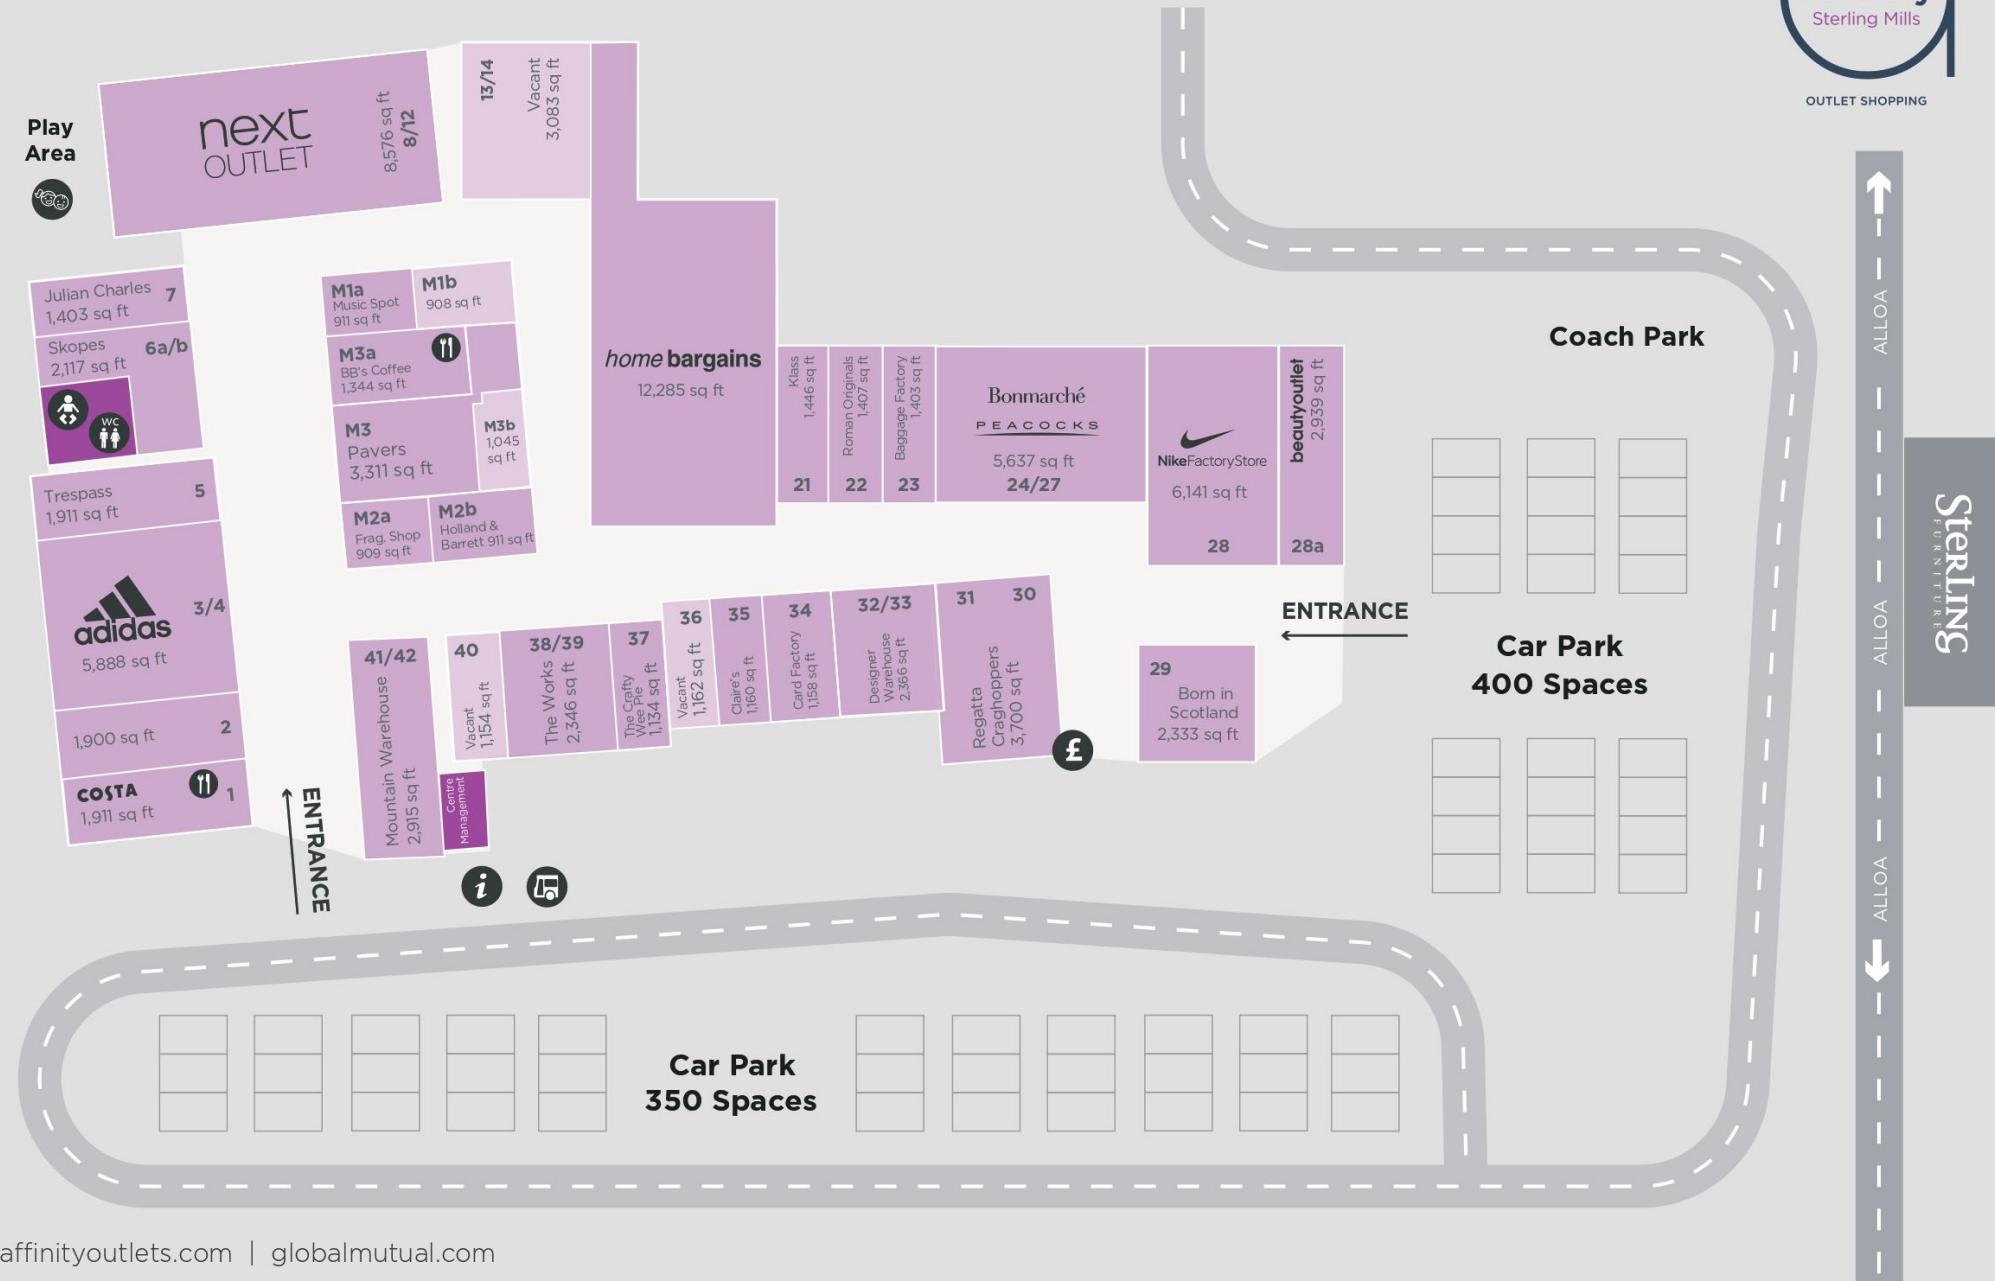 Sterling Mills
OUTLET SHOPPING
Play
Area
next
OUTLET
8,576 sq ft
8/12
13/14
Vacant
3,083 sq ft
Julian Charles
7
1,403 sq ft
Skopes
6a/b
2,117 sq ft
WC
M1a
Music Spot
911 sq ft
M1b
908 sq ft
M3a
BB's Coffee
1,344 sq ft
M3
Pavers
3,311 sq ft
M3b
1,045
sq ft
M2a
Frag. Shop
909 sq ft
M2b
Holland &
Barrett 911 sq ft
home bargains
12,285 sq ft
Klass
1,446 sq ft
21
Roman Originals
1,407 sq ft
22
Baggage Factory
1,403 sq ft
23
Bonmarché
PEACOCKS
5,637 sq ft
24/27
NikeFactoryStore
6,141 sq ft
28
beautyoutlet
2,939 sq ft
28a
Trespass
5
1,911 sq ft
adidas
3/4
5,888 sq ft
1,900 sq ft
2
COSTA
1
1,911 sq ft
ENTRANCE
41/42
Mountain Warehouse
2,915 sq ft
Centre
Management
40
Vacant
1,154 sq ft
38/39
The Works
2,346 sq ft
37
The Crafty
Wee Pie
1,134 sq ft
36
Vacant
1,162 sq ft
35
Claire's
1,160 sq ft
34
Card Factory
1,158 sq ft
32/33
Designer
Warehouse
2,366 sq ft
31
30
Regatta
Craghoppers
3,700 sq ft
£
29
Born in
Scotland
2,333 sq ft
ENTRANCE
i
Coach Park
Car Park
400 Spaces
Car Park
350 Spaces
ALLOA
ALLOA
ALLOA
STERLING
FURNITURE
affinityoutlets.com | globalmutual.com